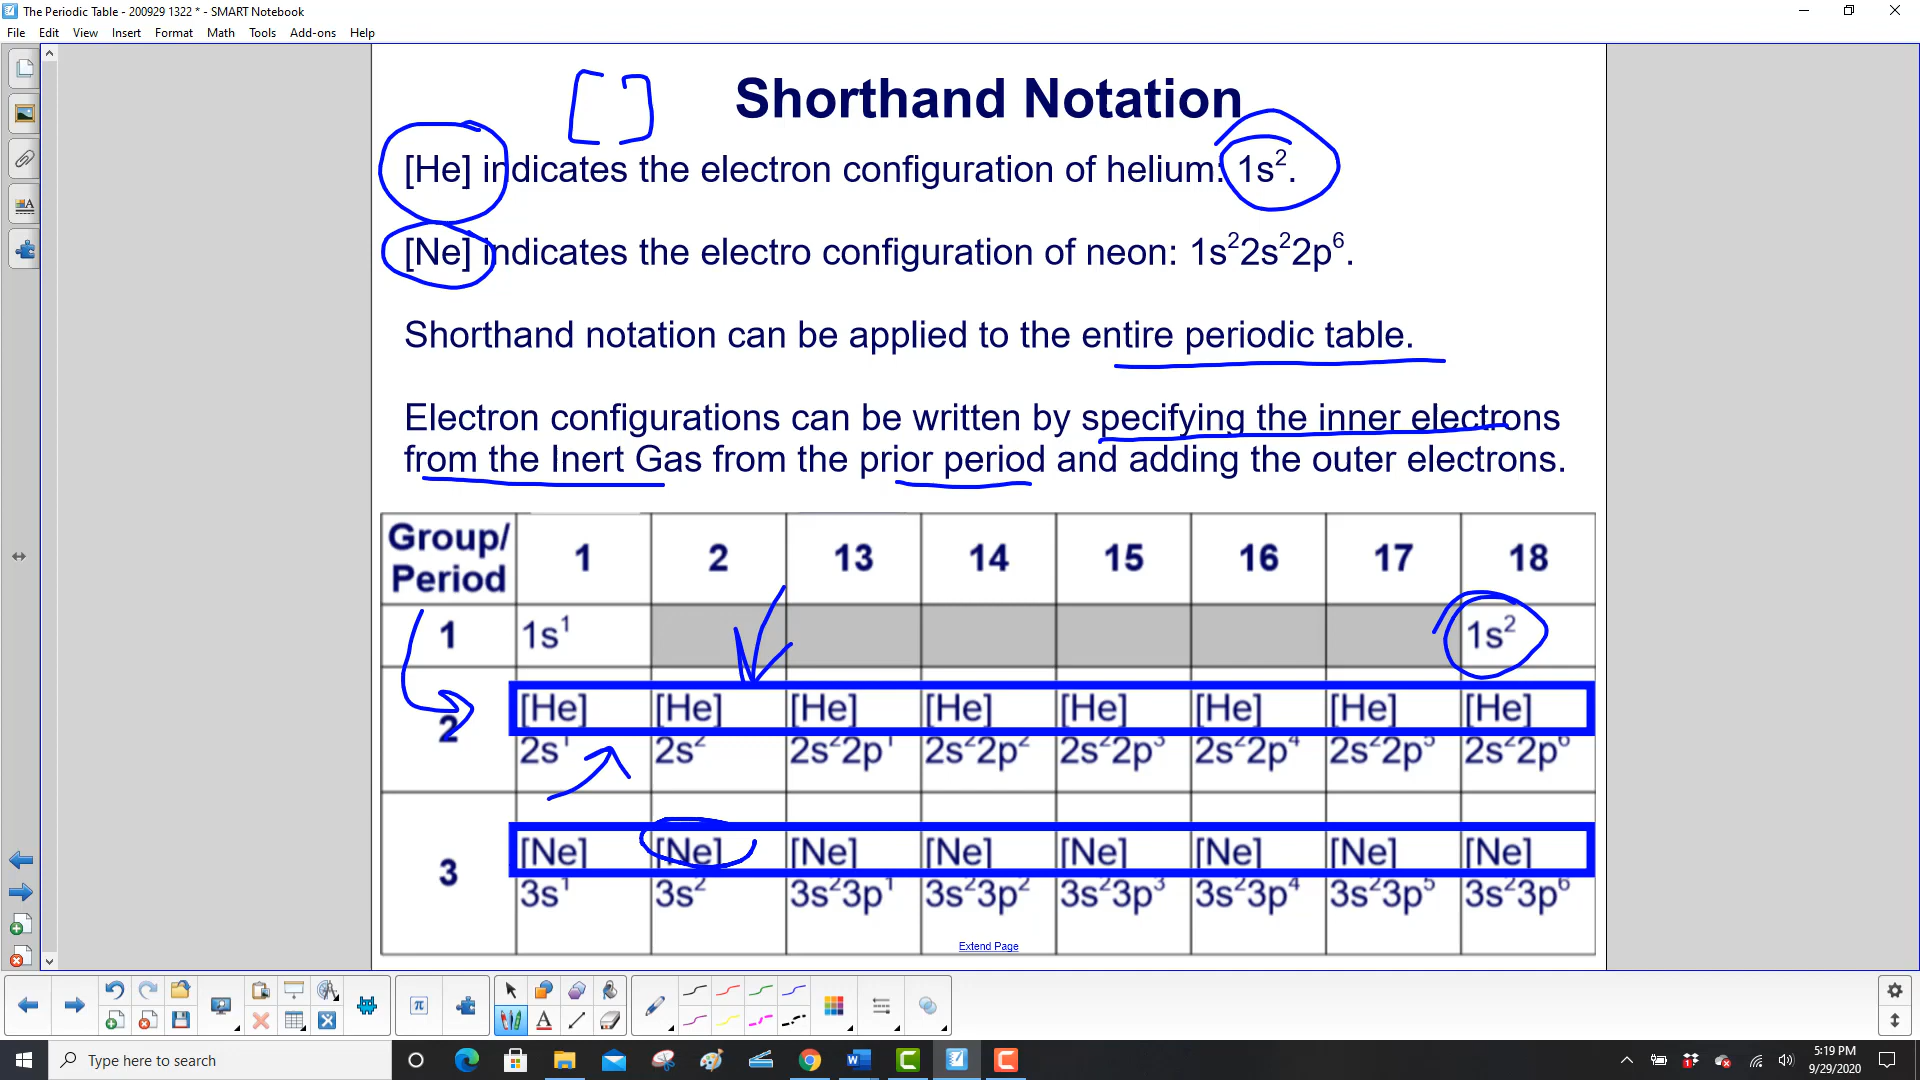 The Periodic Table - 200929 1322 * - SMART Notebook
File Edit View Insert Format Math Tools Add-ons Help
Shorthand Notation
[He] indicates the electron configuration of helium: 1s².
[Ne] indicates the electro configuration of neon: 1s²2s²2p⁶.
Shorthand notation can be applied to the entire periodic table.
Electron configurations can be written by specifying the inner electrons
from the Inert Gas from the prior period and adding the outer electrons.
Group/
Period 1 2 13 14 15 16 17 18
1 1s¹ 1s²
2 [He] [He] [He] [He] [He] [He] [He] [He]
2s¹ 2s² 2s²2p¹ 2s²2p² 2s²2p³ 2s²2p⁴ 2s²2p⁵ 2s²2p⁶
3 [Ne] [Ne] [Ne] [Ne] [Ne] [Ne] [Ne] [Ne]
3s¹ 3s² 3s²3p¹ 3s²3p² 3s²3p³ 3s²3p⁴ 3s²3p⁵ 3s²3p⁶
Extend Page
Type here to search
5:19 PM
9/29/2020